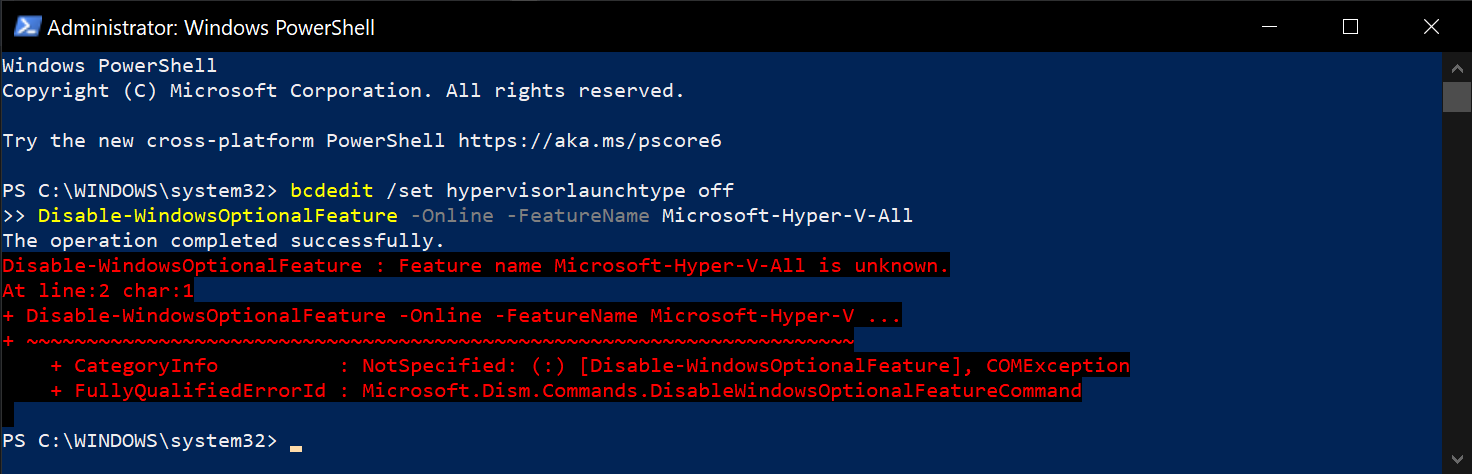 Administrator: Windows PowerShell
Windows PowerShell
Copyright (C) Microsoft Corporation. All rights reserved.
Try the new cross-platform PowerShell https://aka.ms/pscore6
PS C:\WINDOWS\system32> bcdedit /set hypervisorlaunchtype off
>> Disable-WindowsOptionalFeature -Online -FeatureName Microsoft-Hyper-V-All
The operation completed successfully.
Disable-WindowsOptionalFeature : Feature name Microsoft-Hyper-V-All is unknown.
At line:2 char:1
+ Disable-WindowsOptionalFeature -Online -FeatureName Microsoft-Hyper-V ...
+ ~~~~~~~~~~~~~~~~~~~~~~~~~~~~~~~~~~~~~~~~~~~~~~~~~~~~~~~~~~~~~~~~~~~~~
    + CategoryInfo          : NotSpecified: (:) [Disable-WindowsOptionalFeature], COMException
    + FullyQualifiedErrorId : Microsoft.Dism.Commands.DisableWindowsOptionalFeatureCommand
PS C:\WINDOWS\system32>